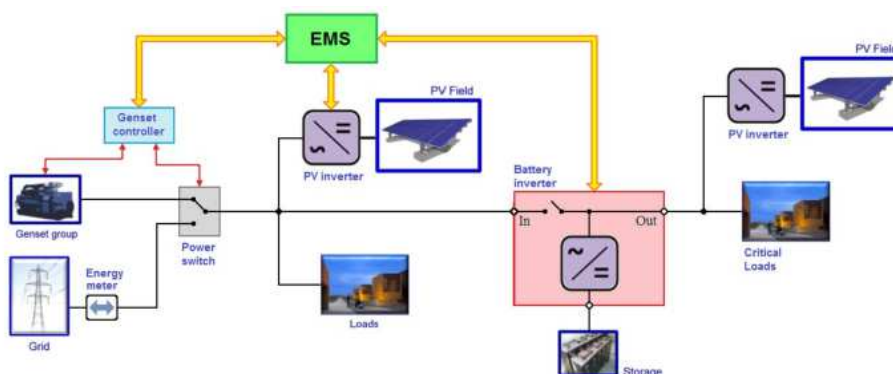 EMS
PV Field
PV Field
Genset
controller
PV inverter
PV inverter
Battery
inverter
In
Out
Genset group
Power
switch
Energy
meter
Critical
Loads
Loads
Grid
Storage